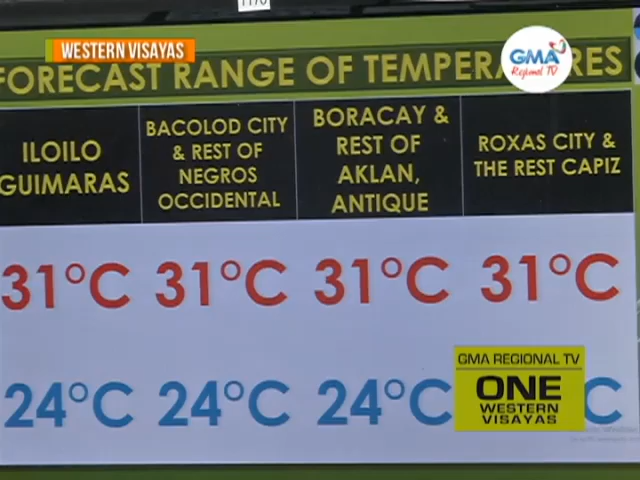 WESTERN VISAYAS
GMA
Regional TV
FORECAST RANGE OF
ILOILO
GUIMARAS
BACOLOD CITY
& REST OF
NEGROS
OCCIDENTAL
BORACAY &
REST OF
AKLAN,
ANTIQUE
ROXAS CITY &
THE REST CAPIZ
31°C 31°C 31°C 31°C
24°C 24°C 24°C C
GMA REGIONAL TV
ONE
WESTERN
VISAYAS